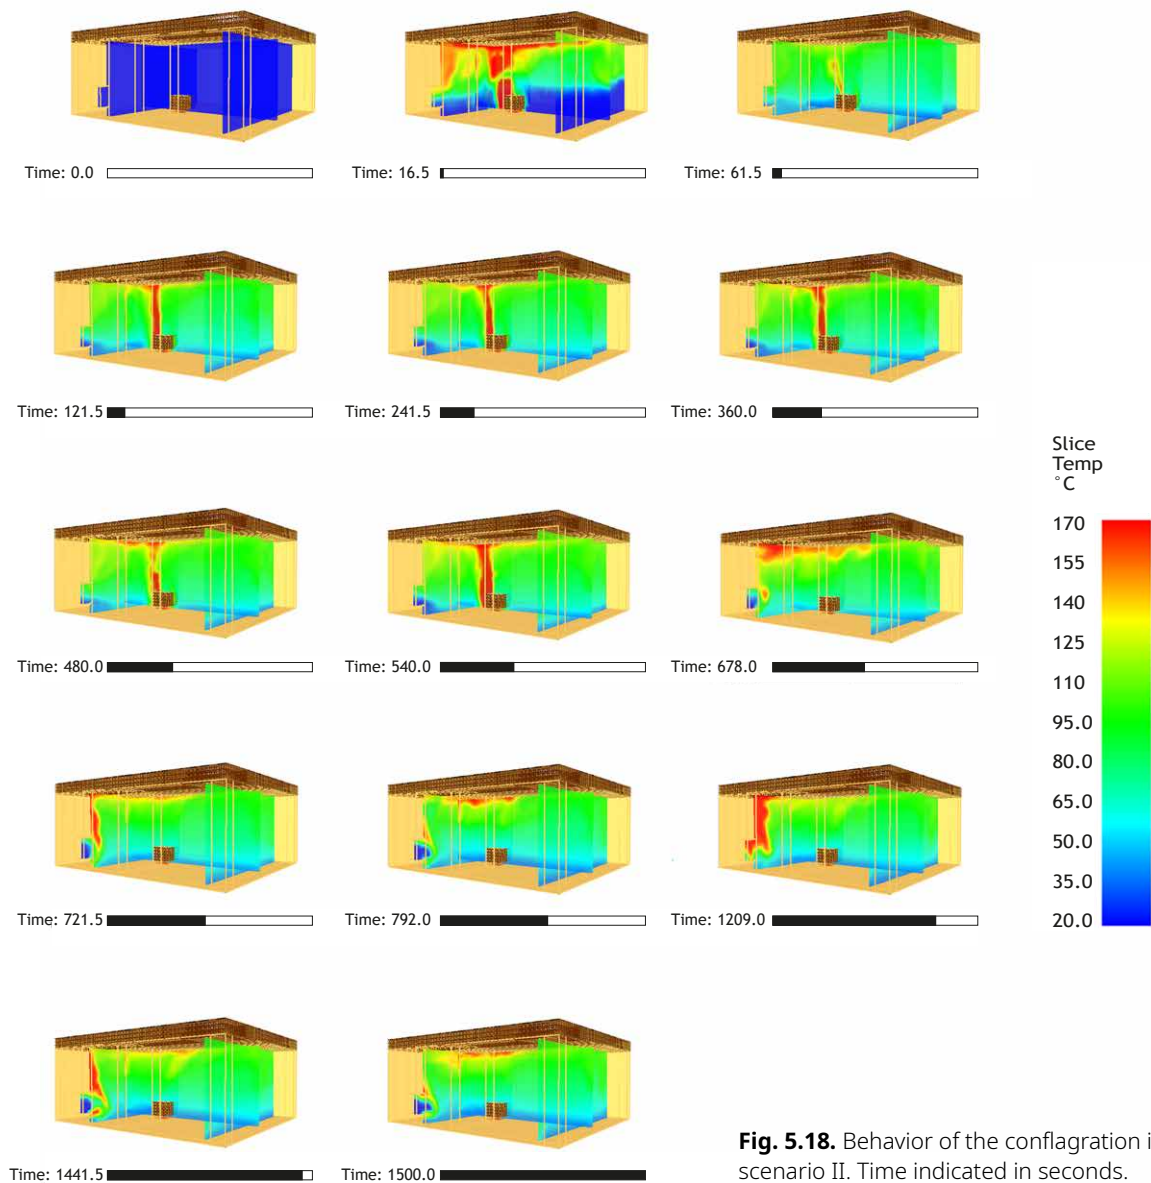 Time: 0.0
Time: 16.5
Time: 61.5
Time: 121.5
Time: 241.5
Time: 360.0
Slice
Temp
°C
170
155
140
125
110
95.0
80.0
65.0
50.0
35.0
20.0
Time: 480.0
Time: 540.0
Time: 678.0
Time: 721.5
Time: 792.0
Time: 1209.0
Time: 1441.5
Time: 1500.0
Fig. 5.18. Behavior of the conflagration i
scenario II. Time indicated in seconds.